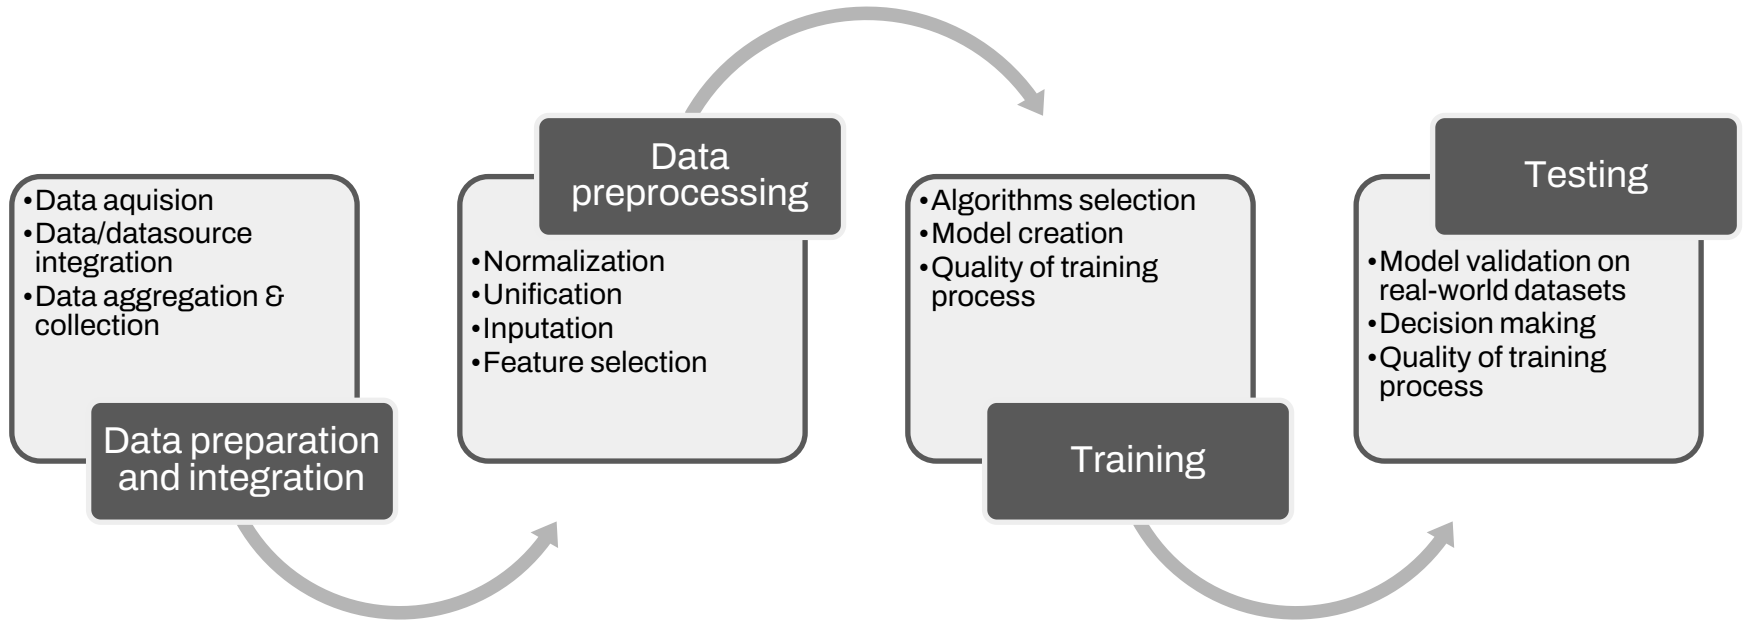 •Data aquision
•Data/datasource
integration
•Data aggregation &
collection
Data preparation
and integration
Data
preprocessing
•Normalization
•Unification
•Inputation
•Feature selection
•Algorithms selection
•Model creation
•Quality of training
process
Training
Testing
•Model validation on
real-world datasets
•Decision making
•Quality of training
process